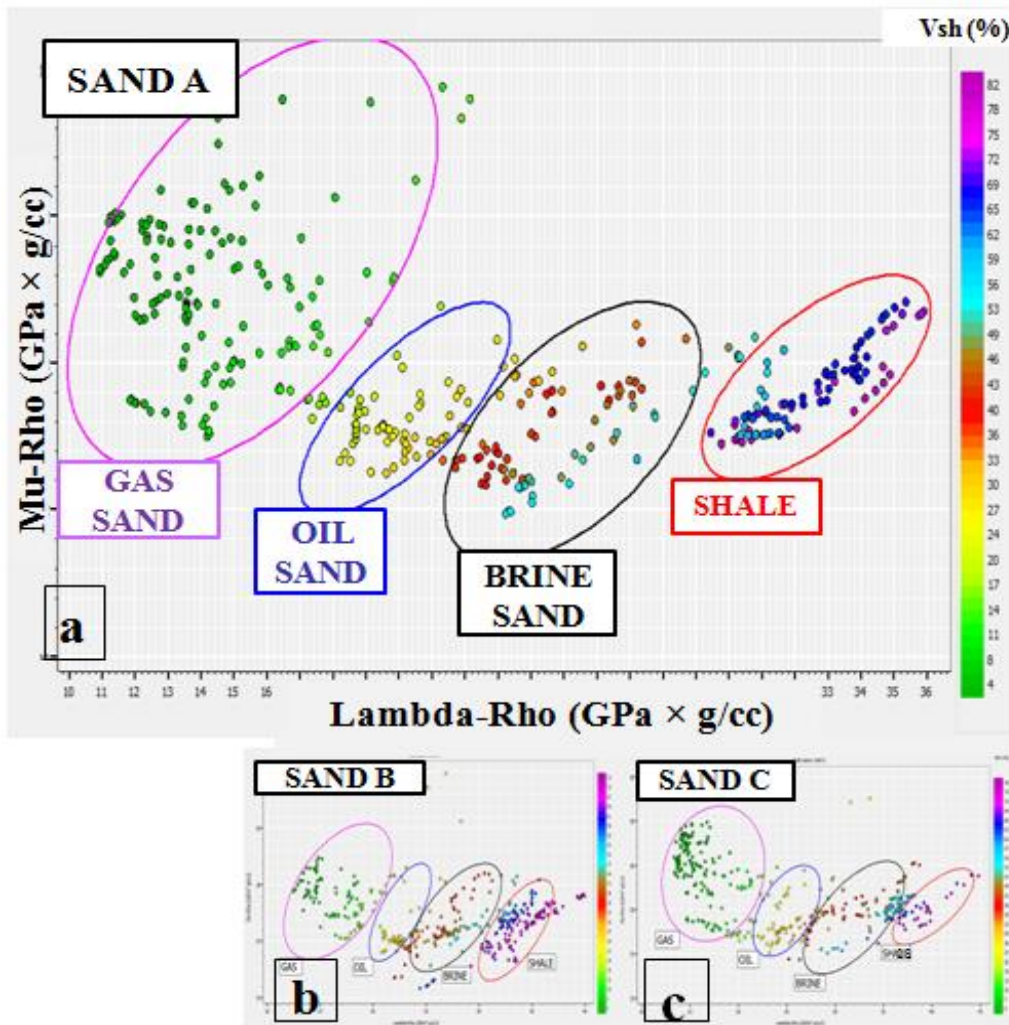 Vsh (%)
SAND A
82
78
75
72
69
65
62
59
56
53
49
46
43
40
36
33
30
27
24
20
17
14
11
8
4
Mu-Rho (GPa × g/cc)
GAS
SAND
OIL
SAND
BRINE
SAND
SHALE
a
10 11 12 13 14 15 16 33 34 35 36
Lambda-Rho (GPa × g/cc)
SAND B
GAS
OIL
BRINE
SHALE
b
SAND C
GAS
OIL
BRINE
c